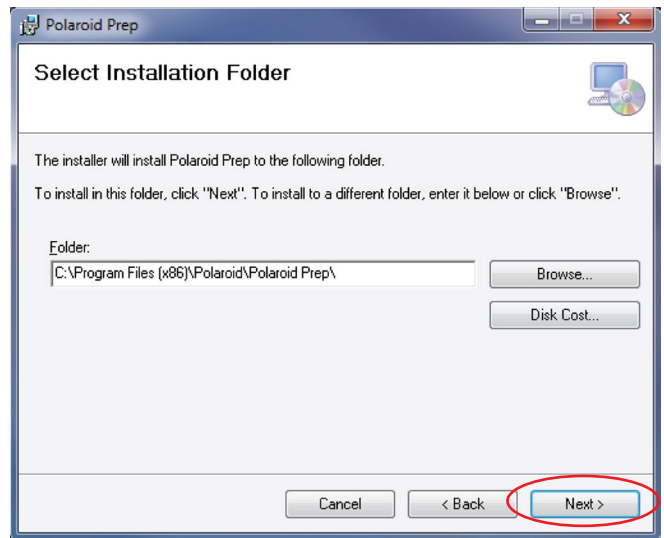 Polaroid Prep
Select Installation Folder
The installer will install Polaroid Prep to the following folder.
To install in this folder, click "Next". To install to a different folder, enter it below or click "Browse".
Folder:
C:\Program Files (x86)\Polaroid\Polaroid Prep\
Browse...
Disk Cost...
Cancel
< Back
Next >